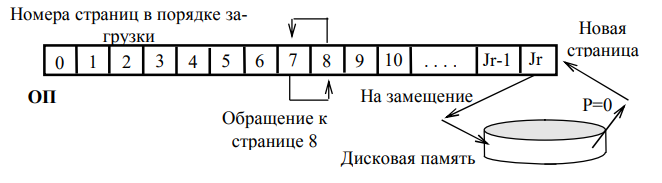 Номера страниц в порядке за-
грузки
Новая
страница
0 1 2 3 4 5 6 7 8 9 10 . . . . Jr-1 Jr
ОП
На замещение
P=0
Обращение к
странице 8
Дисковая память